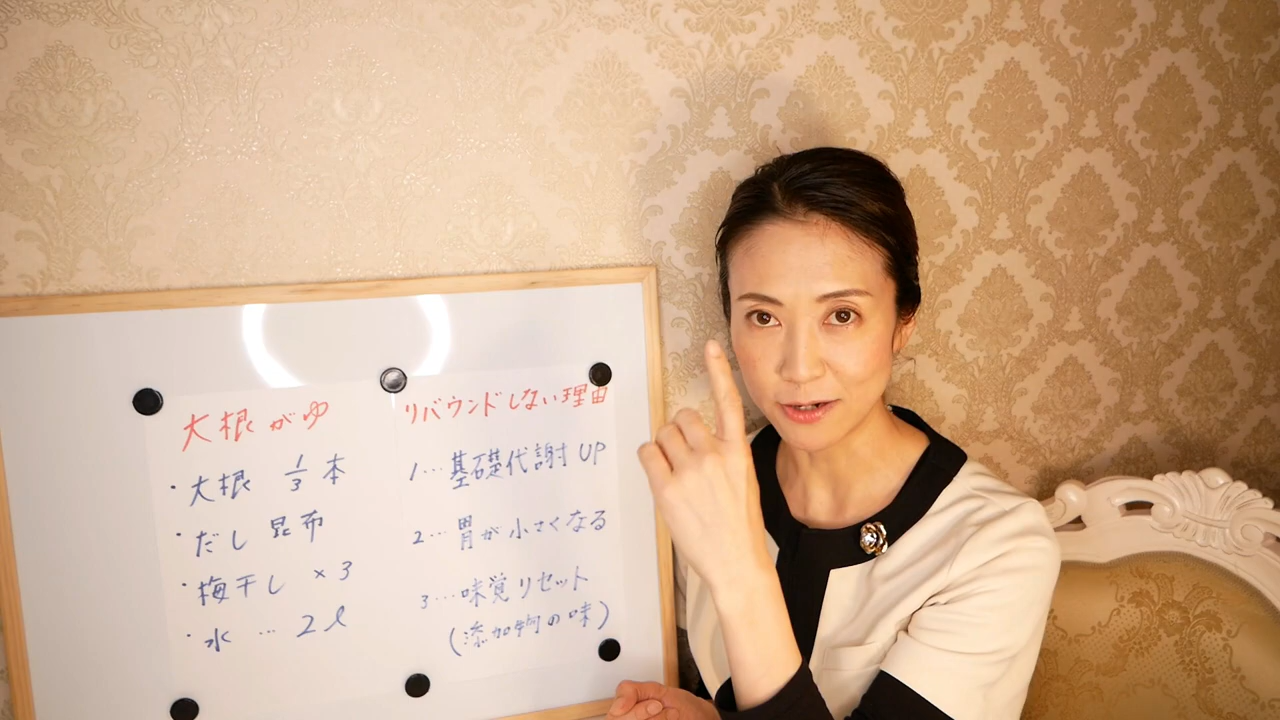 大根がゆ
・大根 1/3 本
・だし昆布
・梅干し ×3
・水 … 2ℓ
リバウンドしない理由
1…基礎代謝UP
2…胃が小さくなる
3…味覚リセット
(添加物の味)